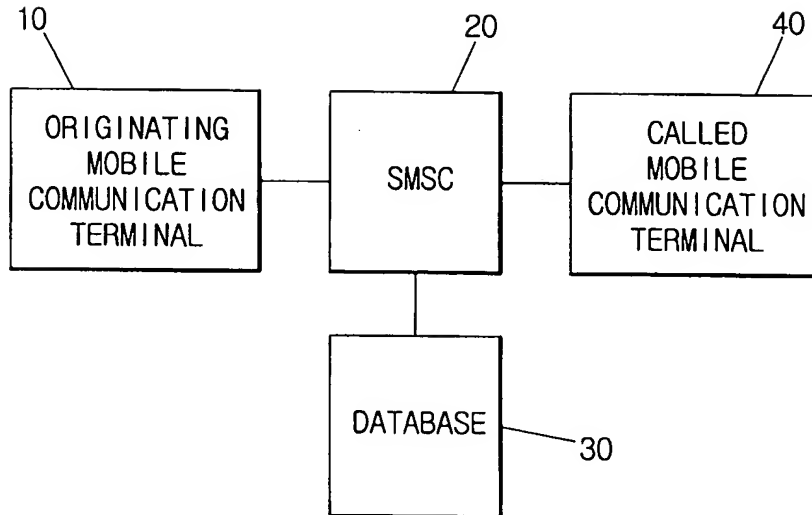 10
20
40
ORIGINATING
MOBILE
COMMUNICATION
TERMINAL
SMSC
CALLED
MOBILE
COMMUNICATION
TERMINAL
DATABASE
30